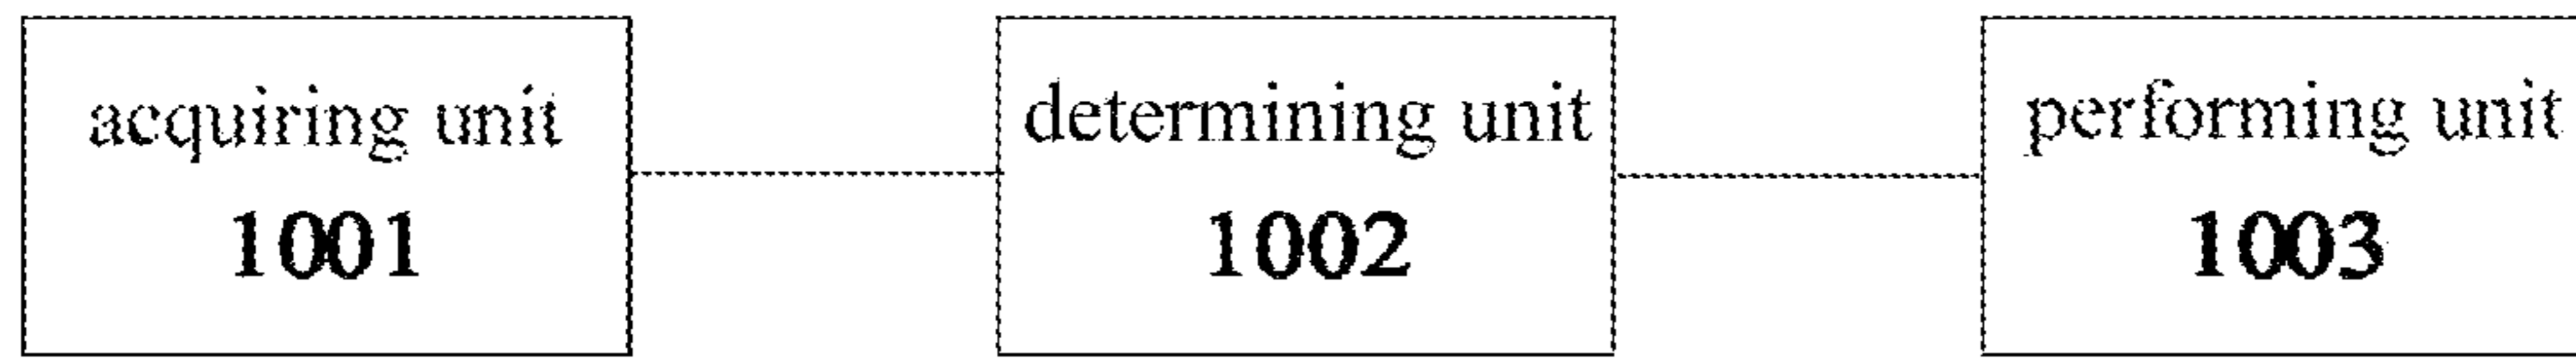 acquiring unit
1001
determining unit
1002
performing unit
1003